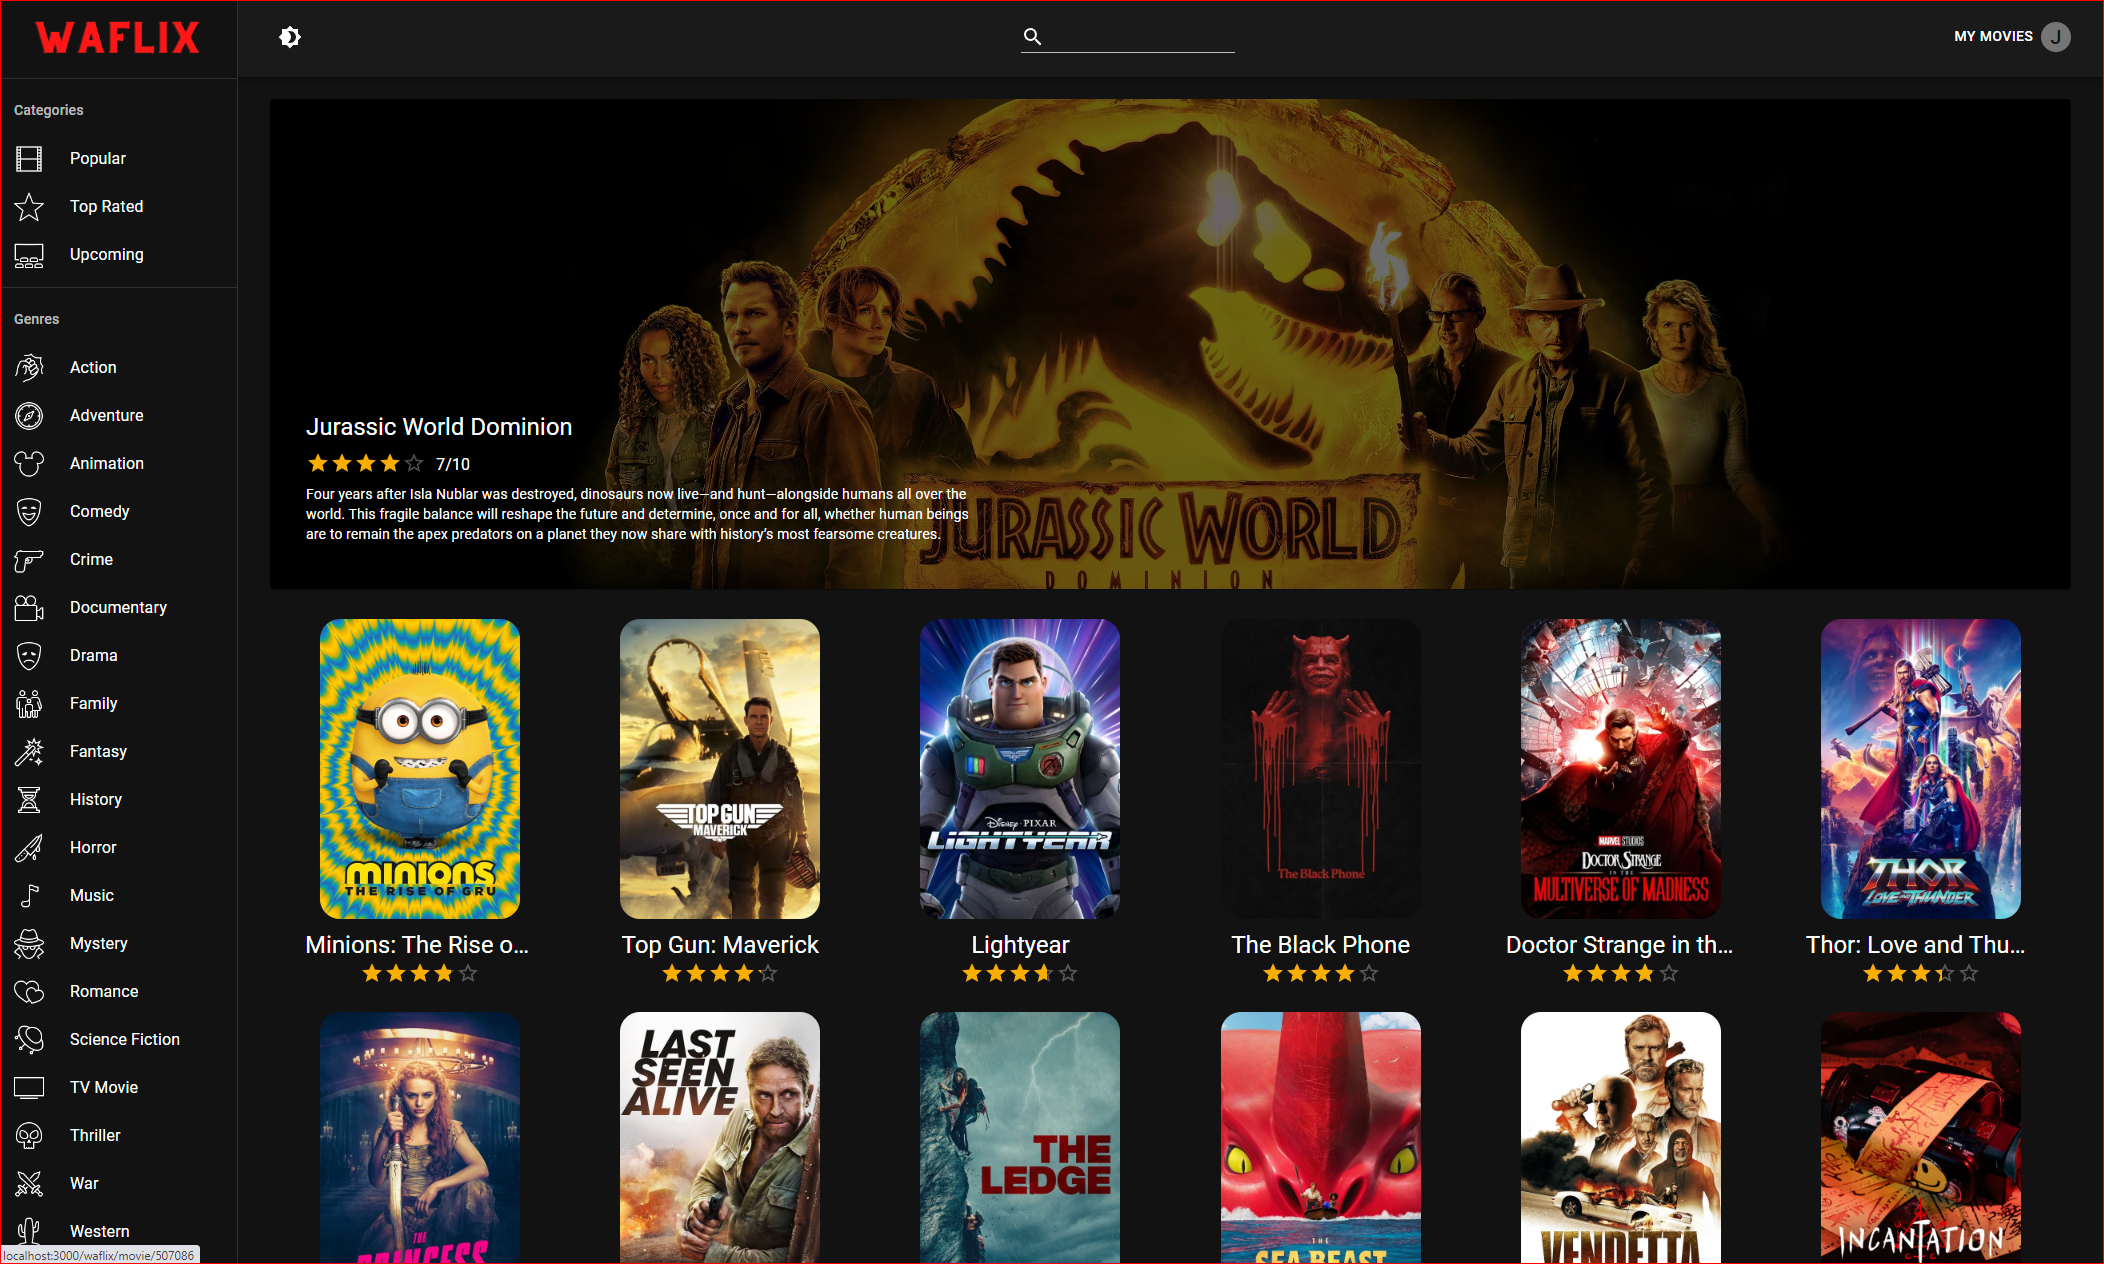 WAFLIX
MY MOVIES
J
Categories
Popular
Top Rated
Upcoming
Genres
Action
Adventure
Animation
Comedy
Crime
Documentary
Drama
Family
Fantasy
History
Horror
Music
Mystery
Romance
Science Fiction
TV Movie
Thriller
War
Western
localhost:3000/waflix/movie/507086
Jurassic World Dominion
7/10
Four years after Isla Nublar was destroyed, dinosaurs now live—and hunt—alongside humans all over the
world. This fragile balance will reshape the future and determine, once and for all, whether human beings
are to remain the apex predators on a planet they now share with history's most fearsome creatures.
JURASSIC WORLD
DOMINION
minions
THE RISE OF GRU
Minions: The Rise o...
TOP GUN
MAVERICK
Top Gun: Maverick
Disney · PIXAR
LIGHTYEAR
Lightyear
The Black Phone
The Black Phone
MARVEL STUDIOS
DOCTOR STRANGE
IN THE
MULTIVERSE OF MADNESS
Doctor Strange in th...
THOR
LOVE AND THUNDER
Thor: Love and Thu...
THE
PRINCESS
LAST
SEEN
ALIVE
THE
LEDGE
THE
SEA BEAST
VENDETTA
INCANTATION